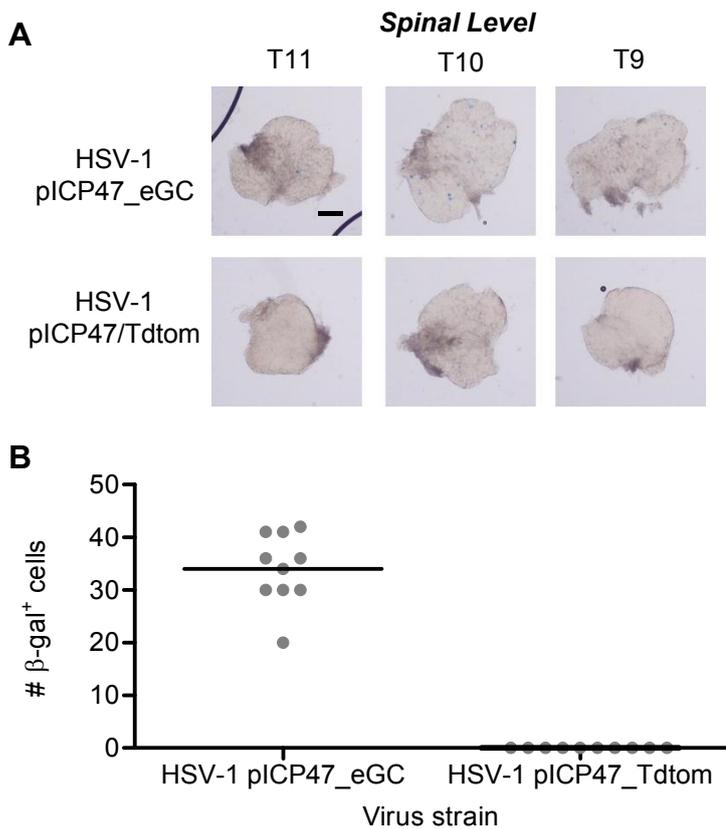 A
Spinal Level
T11 T10 T9
HSV-1
pICP47_eGC
HSV-1
pICP47/Tdtom
B
50
40
30
20
10
0
# β-gal⁺ cells
HSV-1 pICP47_eGC HSV-1 pICP47_Tdtom
Virus strain